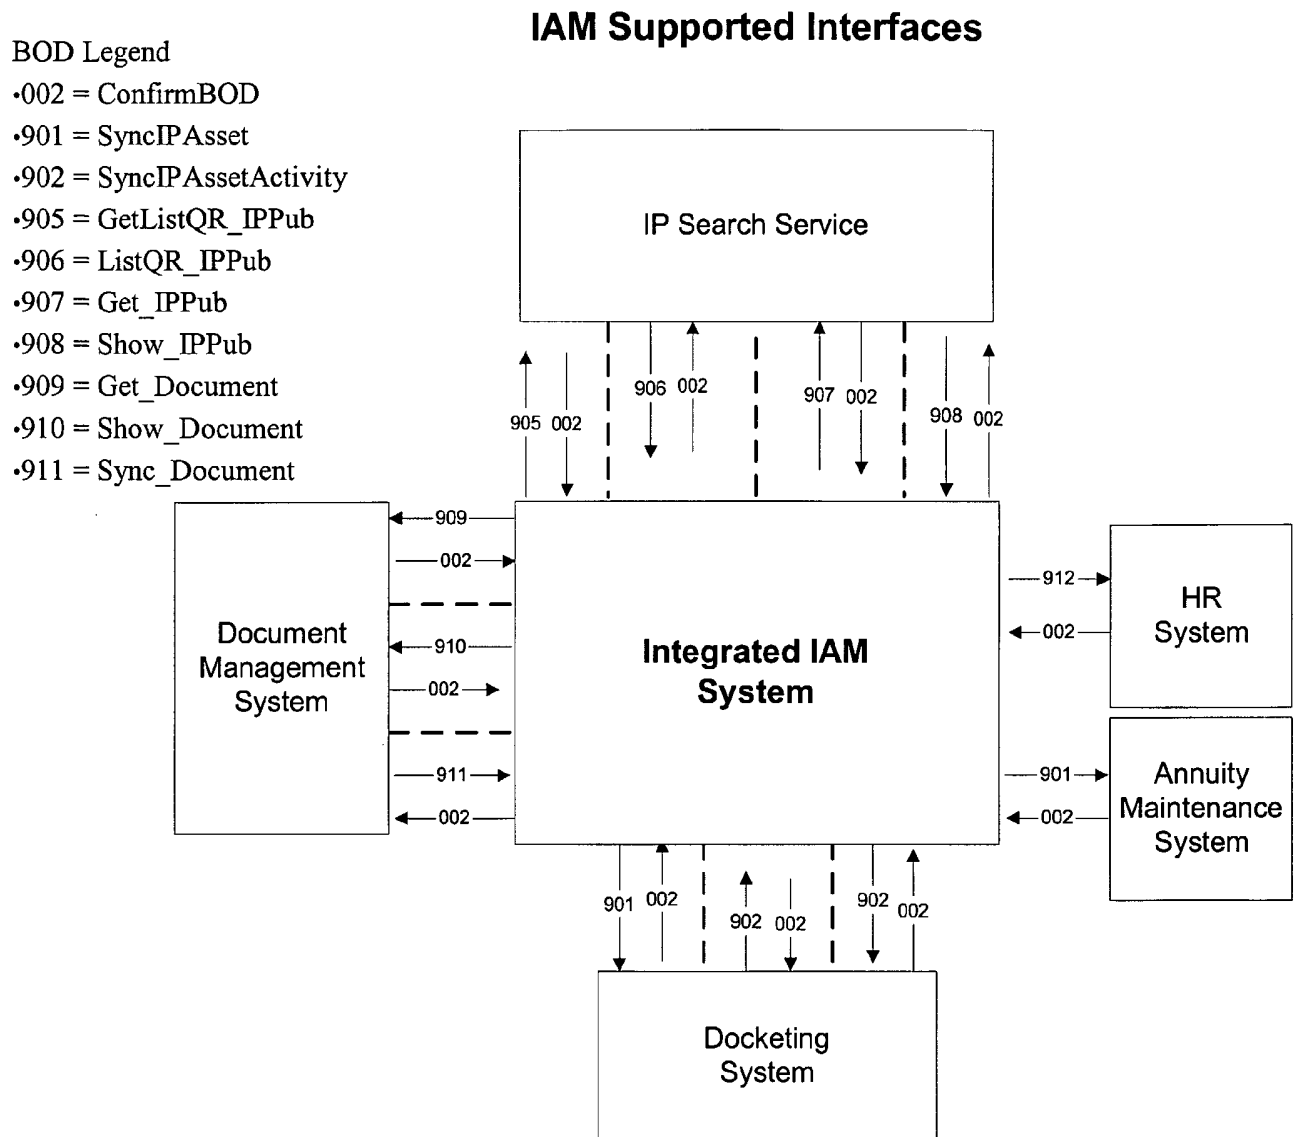 IAM Supported Interfaces
BOD Legend
•002 = ConfirmBOD
•901 = SyncIPAsset
•902 = SyncIPAssetActivity
•905 = GetListQR_IPPub
•906 = ListQR_IPPub
•907 = Get_IPPub
•908 = Show_IPPub
•909 = Get_Document
•910 = Show_Document
•911 = Sync_Document
IP Search Service
905
002
906
002
907
002
908
002
909
002
910
002
911
002
Document
Management
System
Integrated IAM
System
912
002
HR
System
901
002
Annuity
Maintenance
System
901
002
902
002
902
002
Docketing
System